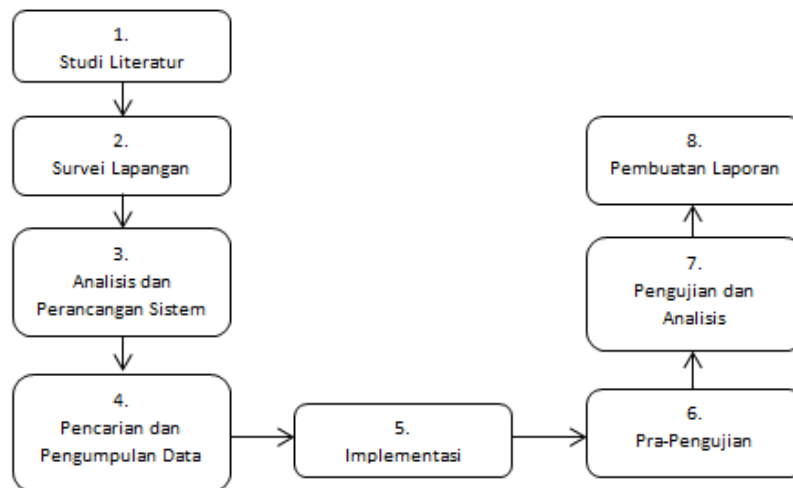 1.
Studi Literatur
2.
Survei Lapangan
3.
Analisis dan
Perancangan Sistem
4.
Pencarian dan
Pengumpulan Data
5.
Implementasi
6.
Pra-Pengujian
7.
Pengujian dan
Analisis
8.
Pembuatan Laporan